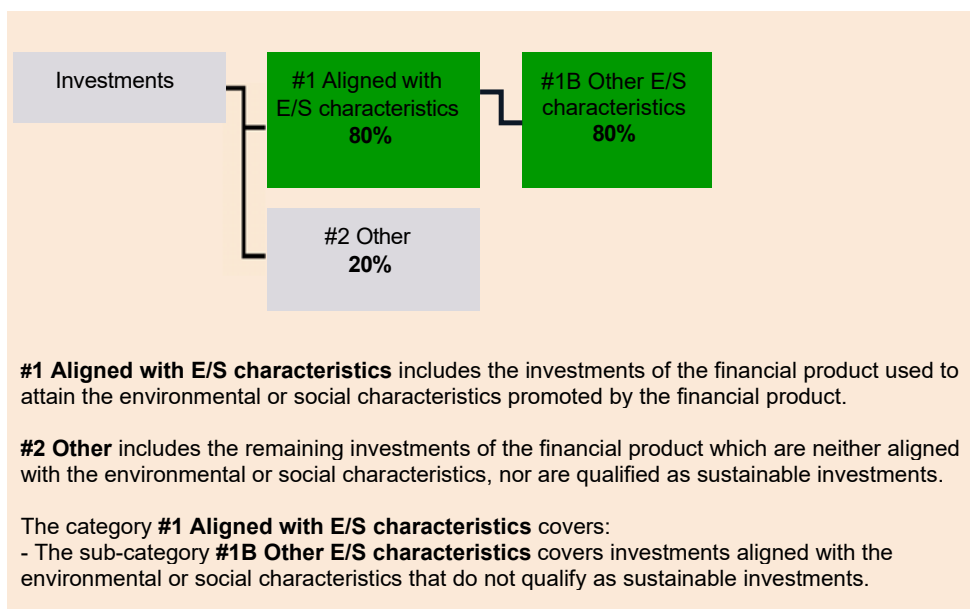 Investments
#1 Aligned with
E/S characteristics
80%
#1B Other E/S
characteristics
80%
#2 Other
20%
#1 Aligned with E/S characteristics includes the investments of the financial product used to
attain the environmental or social characteristics promoted by the financial product.
#2 Other includes the remaining investments of the financial product which are neither aligned
with the environmental or social characteristics, nor are qualified as sustainable investments.
The category #1 Aligned with E/S characteristics covers:
- The sub-category #1B Other E/S characteristics covers investments aligned with the
environmental or social characteristics that do not qualify as sustainable investments.